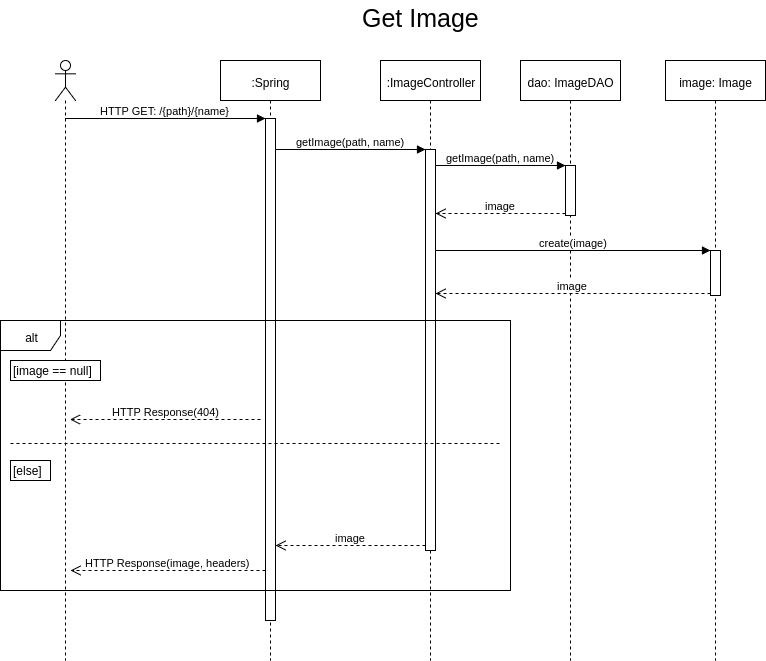 Get Image
:Spring
:ImageController
dao: ImageDAO
image: Image
HTTP GET: /{path}/{name}
getImage(path, name)
getImage(path, name)
image
create(image)
image
alt
[image == null]
HTTP Response(404)
[else]
image
HTTP Response(image, headers)